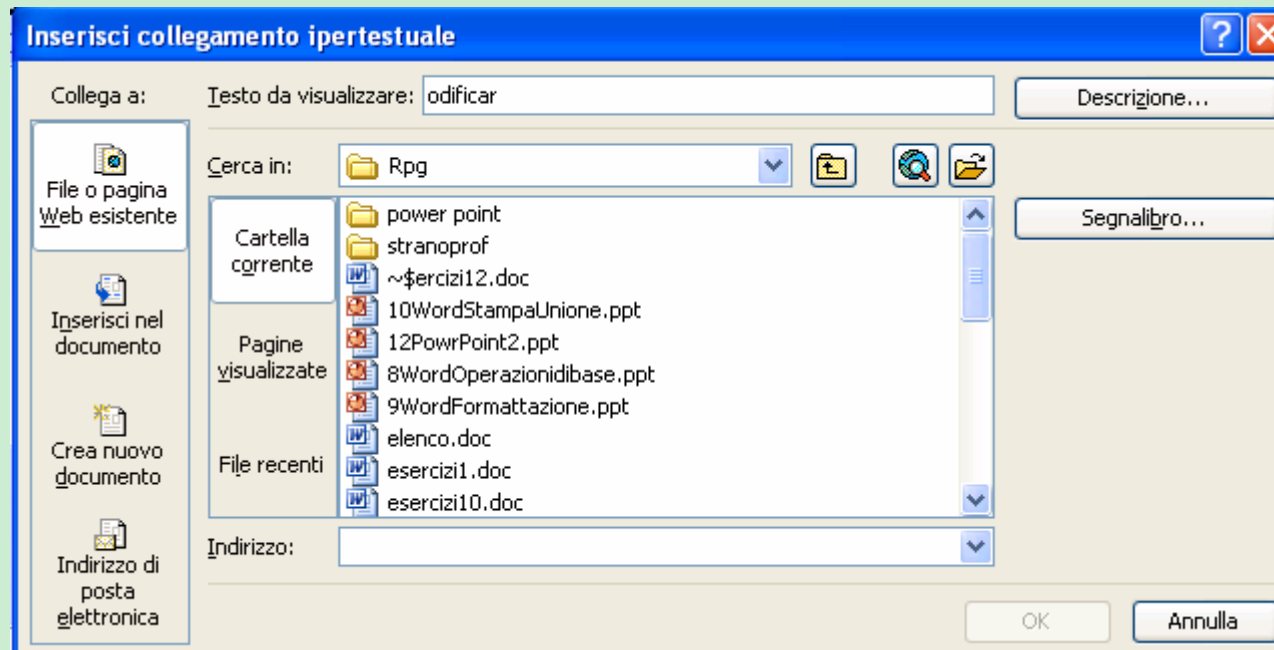 Inserisci collegamento ipertestuale
Collega a:
Testo da visualizzare: odificar
Descrizione...
File o pagina
Web esistente
Cerca in: Rpg
Cartella
corrente
power point
stranoprof
~$ercizi12.doc
10WordStampaUnione.ppt
12PowrPoint2.ppt
8WordOperazionidibase.ppt
9WordFormattazione.ppt
elenco.doc
esercizi1.doc
esercizi10.doc
Segnalibro...
Inserisci nel
documento
Pagine
visualizzate
Crea nuovo
documento
File recenti
Indirizzo:
Indirizzo di
posta
elettronica
OK
Annulla